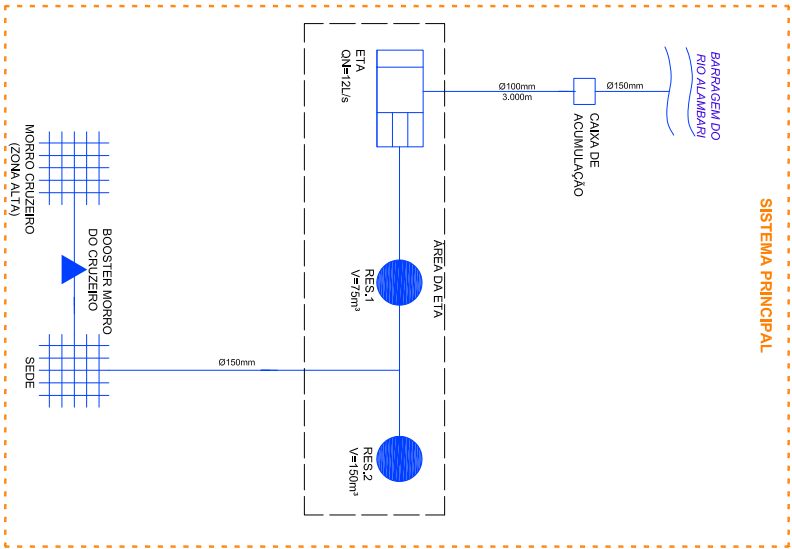 SISTEMA PRINCIPAL
BARRAGEM DO
RIO ALAMBARI
Ø150mm
CAIXA DE
ACUMULAÇÃO
Ø100mm
3.000m
ETA
QN=12L/s
ÁREA DA ETA
RES.1
V=75m³
RES.2
V=150m³
Ø150mm
MORRO CRUZEIRO
(ZONA ALTA)
BOOSTER MORRO
DO CRUZEIRO
SEDE